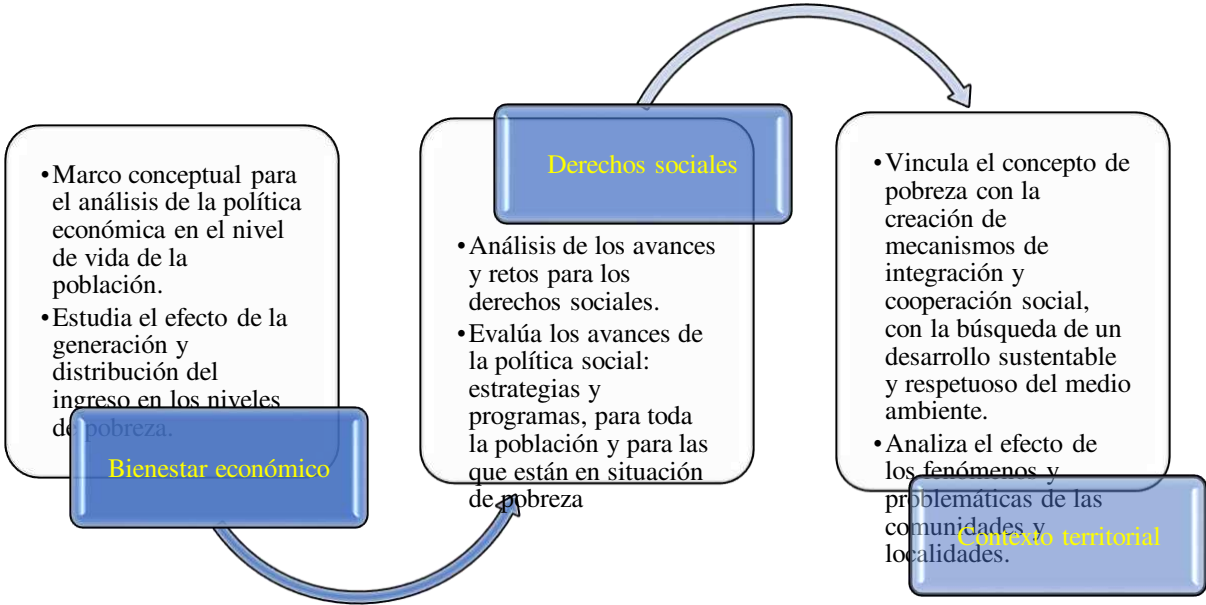 •Marco conceptual para
el análisis de la política
económica en el nivel
de vida de la
población.
•Estudia el efecto de la
generación y
distribución del
ingreso en los niveles
de pobreza.
Bienestar económico
Derechos sociales
•Análisis de los avances
y retos para los
derechos sociales.
•Evalúa los avances de
la política social:
estrategias y
programas, para toda
la población y para las
que están en situación
de pobreza
•Vincula el concepto de
pobreza con la
creación de
mecanismos de
integración y
cooperación social,
con la búsqueda de un
desarrollo sustentable
y respetuoso del medio
ambiente.
•Analiza el efecto de
los fenómenos y
problemáticas de las
comunidades y
localidades.
Contexto territorial